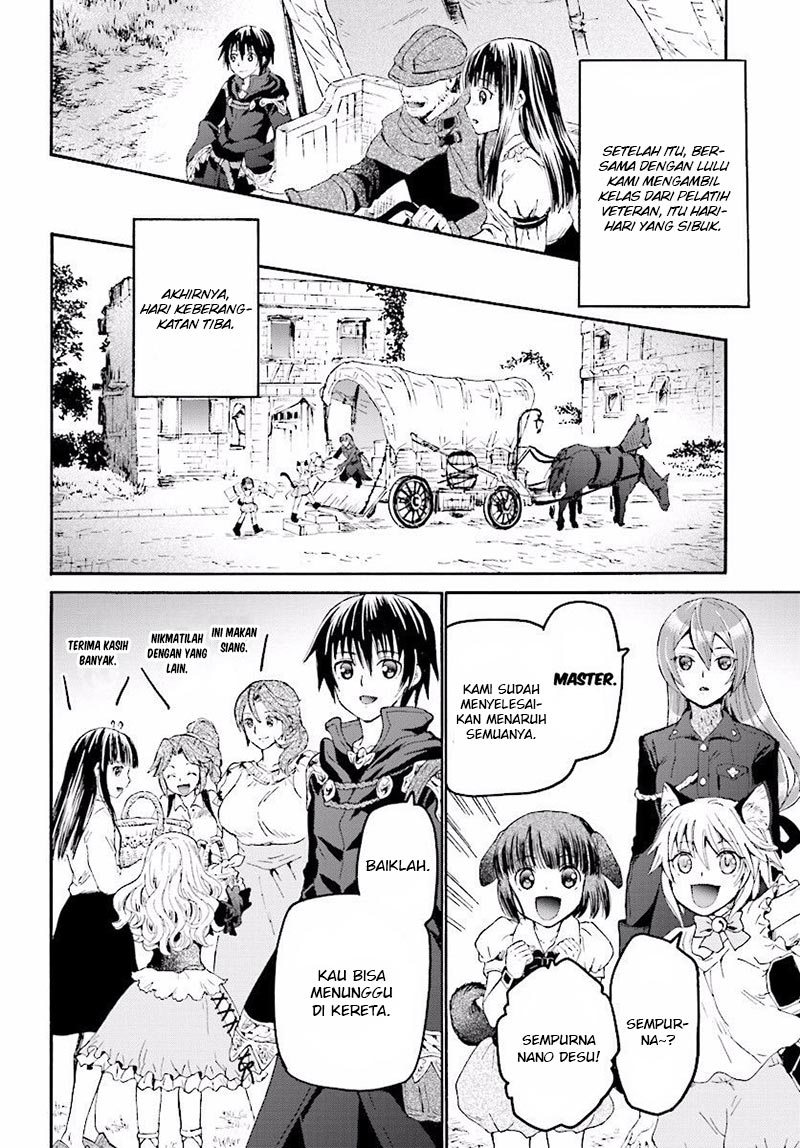 SETELAH ITU, BER-
SAMA DENGAN LULU
KAMI MENGAMBIL
KELAS DARI PELATIH
VETERAN, ITU HARI-
HARI YANG SIBUK.
AKHIRNYA,
HARI KEBERANG-
KATAN TIBA.
MASTER.
KAMI SUDAH
MENYELESAI-
KAN MENARUH
SEMUANYA.
SEMPUR-
NA~?
SEMPURNA
NANO DESU!
INI MAKAN
SIANG.
NIKMATILAH
DENGAN YANG
LAIN.
TERIMA KASIH
BANYAK.
BAIKLAH.
KAU BISA
MENUNGGU
DI KERETA.